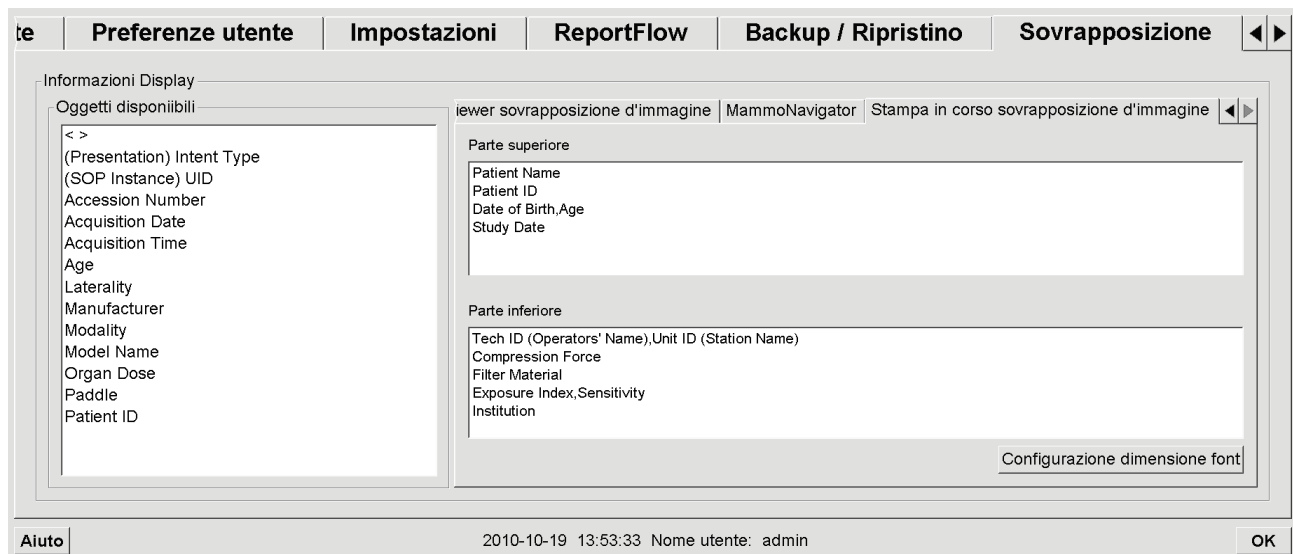 te Preferenze utente Impostazioni ReportFlow Backup / Ripristino Sovrapposizione
Informazioni Display
Oggetti disponiibili
< >
(Presentation) Intent Type
(SOP Instance) UID
Accession Number
Acquisition Date
Acquisition Time
Age
Laterality
Manufacturer
Modality
Model Name
Organ Dose
Paddle
Patient ID
iewer sovrapposizione d'immagine MammoNavigator Stampa in corso sovrapposizione d'immagine
Parte superiore
Patient Name
Patient ID
Date of Birth,Age
Study Date
Parte inferiore
Tech ID (Operators' Name),Unit ID (Station Name)
Compression Force
Filter Material
Exposure Index,Sensitivity
Institution
Configurazione dimensione font
Aiuto 2010-10-19 13:53:33 Nome utente: admin OK